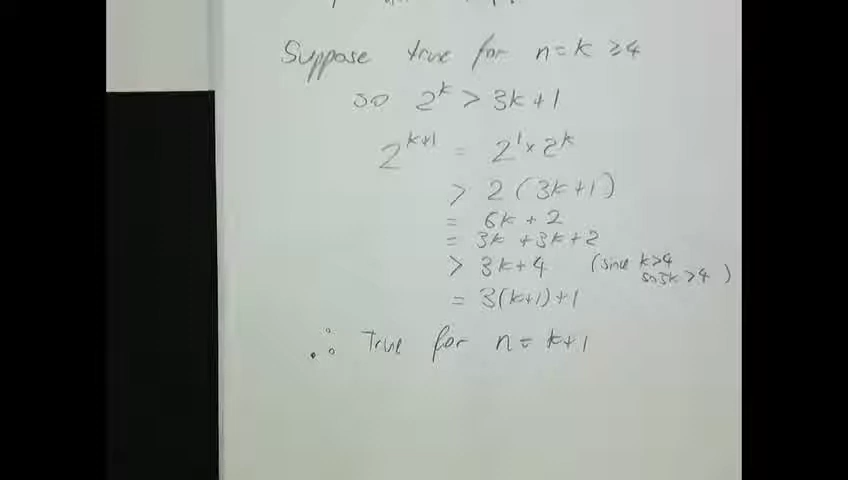 Suppose true for n = k ≥ 4
so 2^k > 3k + 1
2^{k+1} = 2^1 × 2^k
> 2 (3k + 1)
= 6k + 2
= 3k + 3k + 2
> 3k + 4 (since k > 4
so 3k > 4 )
= 3(k+1) + 1
∴ True for n = k+1